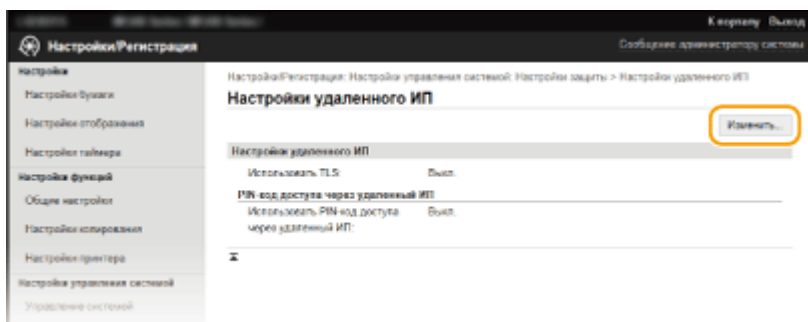 К порталу Выход
Настройки/Регистрация
Сообщение администратору системы
Настройка
Настройки бумаги
Настройки отображения
Настройки таймера
Настройки функций
Общие настройки
Настройки копирования
Настройки принтера
Настройки управления системой
Управление системой
Настройки/Регистрация: Настройки управления системой: Настройки защиты > Настройки удаленного ИП
Настройки удаленного ИП
Изменить...
Настройки удаленного ИП
Использовать TLS: Выкл.
PIN-код доступа через удаленный ИП
Использовать PIN-код доступа Выкл.
через удаленный ИП: